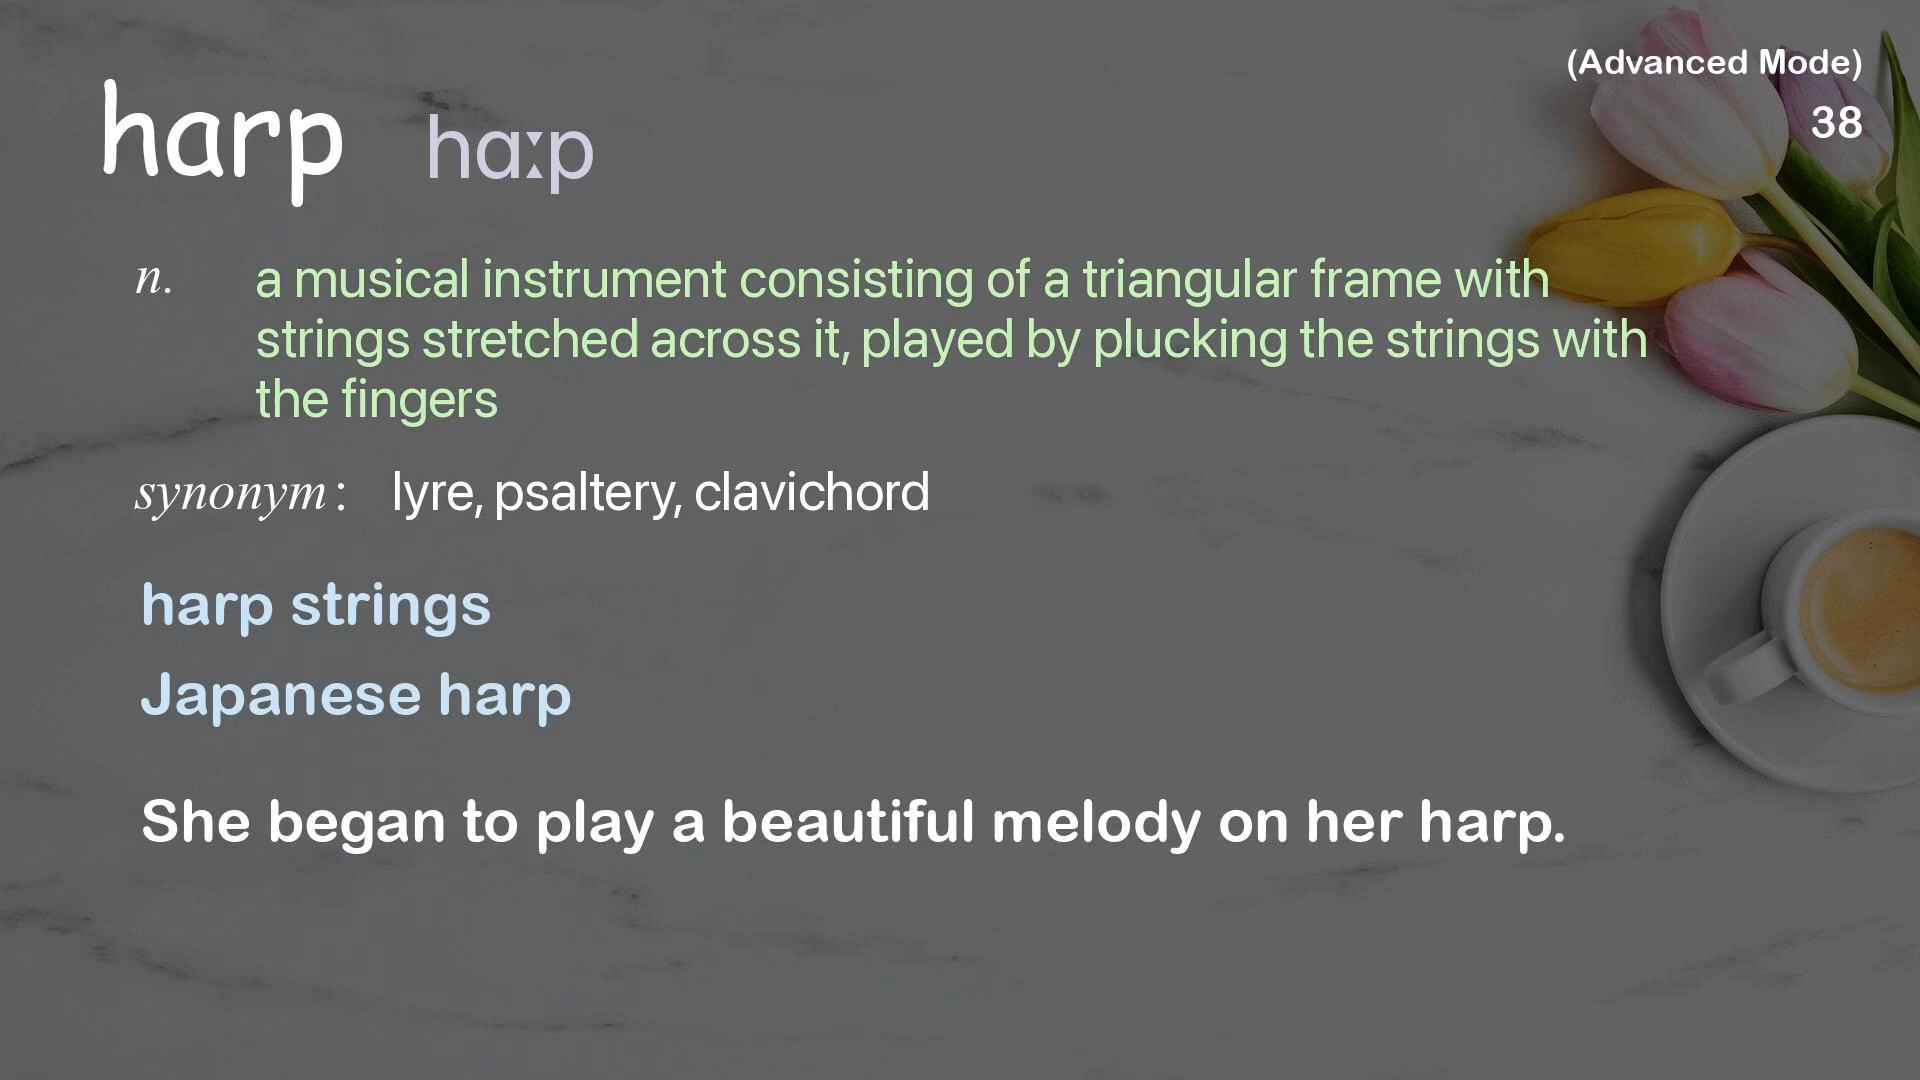 (Advanced Mode)
38
harp hɑːp
n. a musical instrument consisting of a triangular frame with
strings stretched across it, played by plucking the strings with
the fingers
synonym: lyre, psaltery, clavichord
harp strings
Japanese harp
She began to play a beautiful melody on her harp.